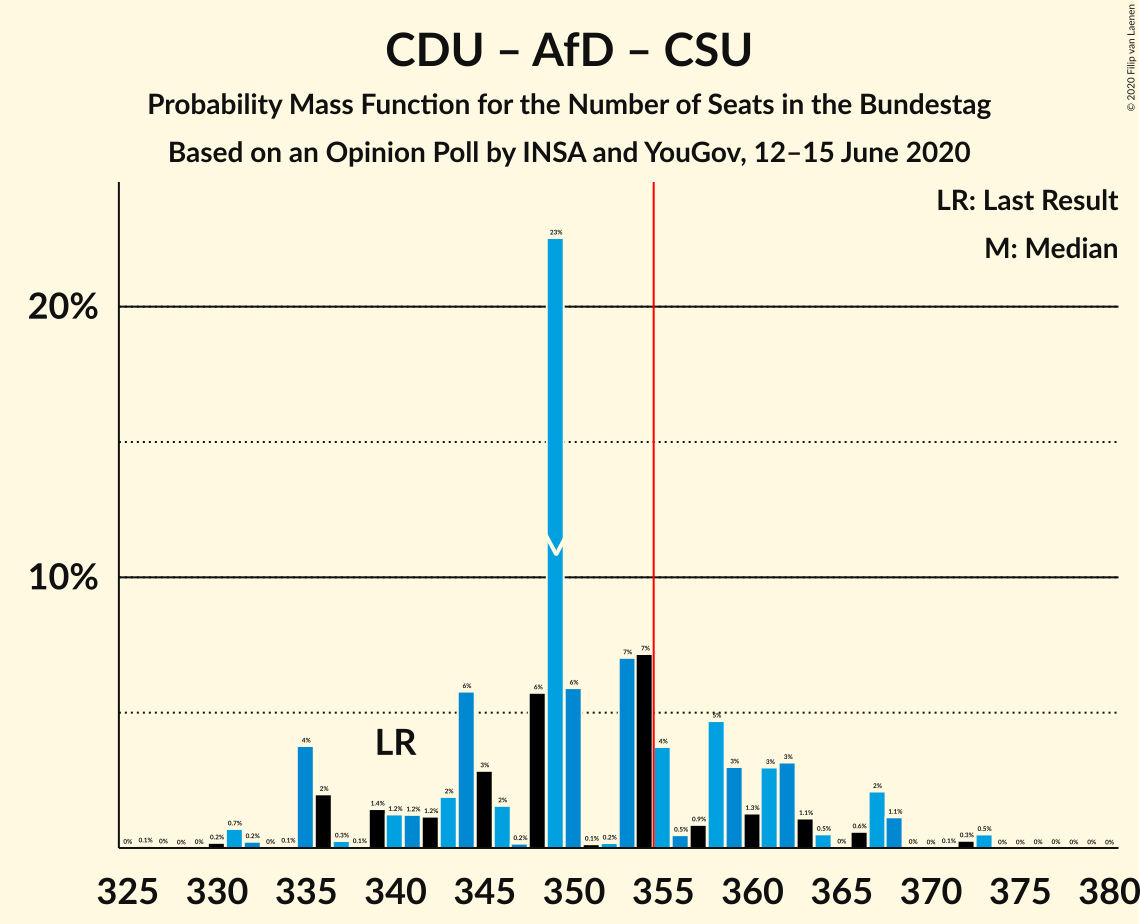 CDU – AfD – CSU
Probability Mass Function for the Number of Seats in the Bundestag
Based on an Opinion Poll by INSA and YouGov, 12–15 June 2020
© 2020 Filip van Laenen
LR: Last Result
M: Median
20%
10%
LR
0% 0.1% 0% 0% 0% 0.2% 0.7% 0.2% 0% 0.1% 4% 2% 0.3% 0.1% 1.4% 1.2% 1.2% 1.2% 2% 6% 3% 2% 0.2% 6% 23% 6% 0.1% 0.2% 7% 7% 4% 0.5% 0.9% 5% 3% 1.3% 3% 3% 1.1% 0.5% 0% 0.6% 2% 1.1% 0% 0% 0.1% 0.3% 0.5% 0% 0% 0% 0% 0% 0% 0%
325 330 335 340 345 350 355 360 365 370 375 380